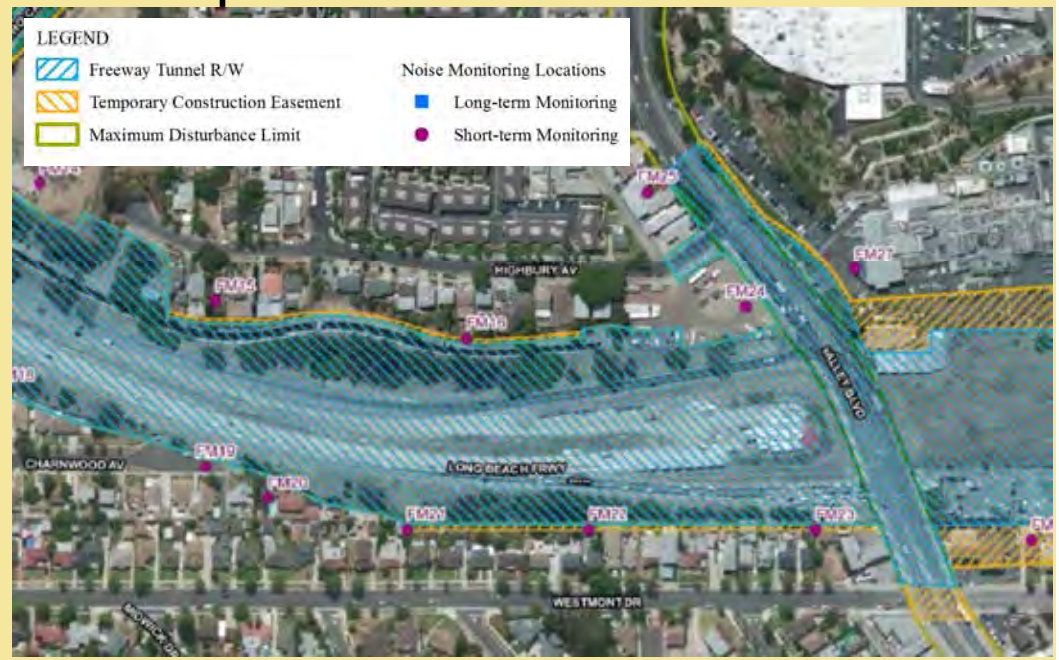 LEGEND
Freeway Tunnel R/W
Temporary Construction Easement
Maximum Disturbance Limit
Noise Monitoring Locations
Long-term Monitoring
Short-term Monitoring
FM25
HIGHBURY AV
FM27
FM15
FM24
FM16
VALLEY BLVD
FM19
CHARNWOOD AV
LONG BEACH FRWY
FM20
FM21
FM22
FM23
WESTMONT DR